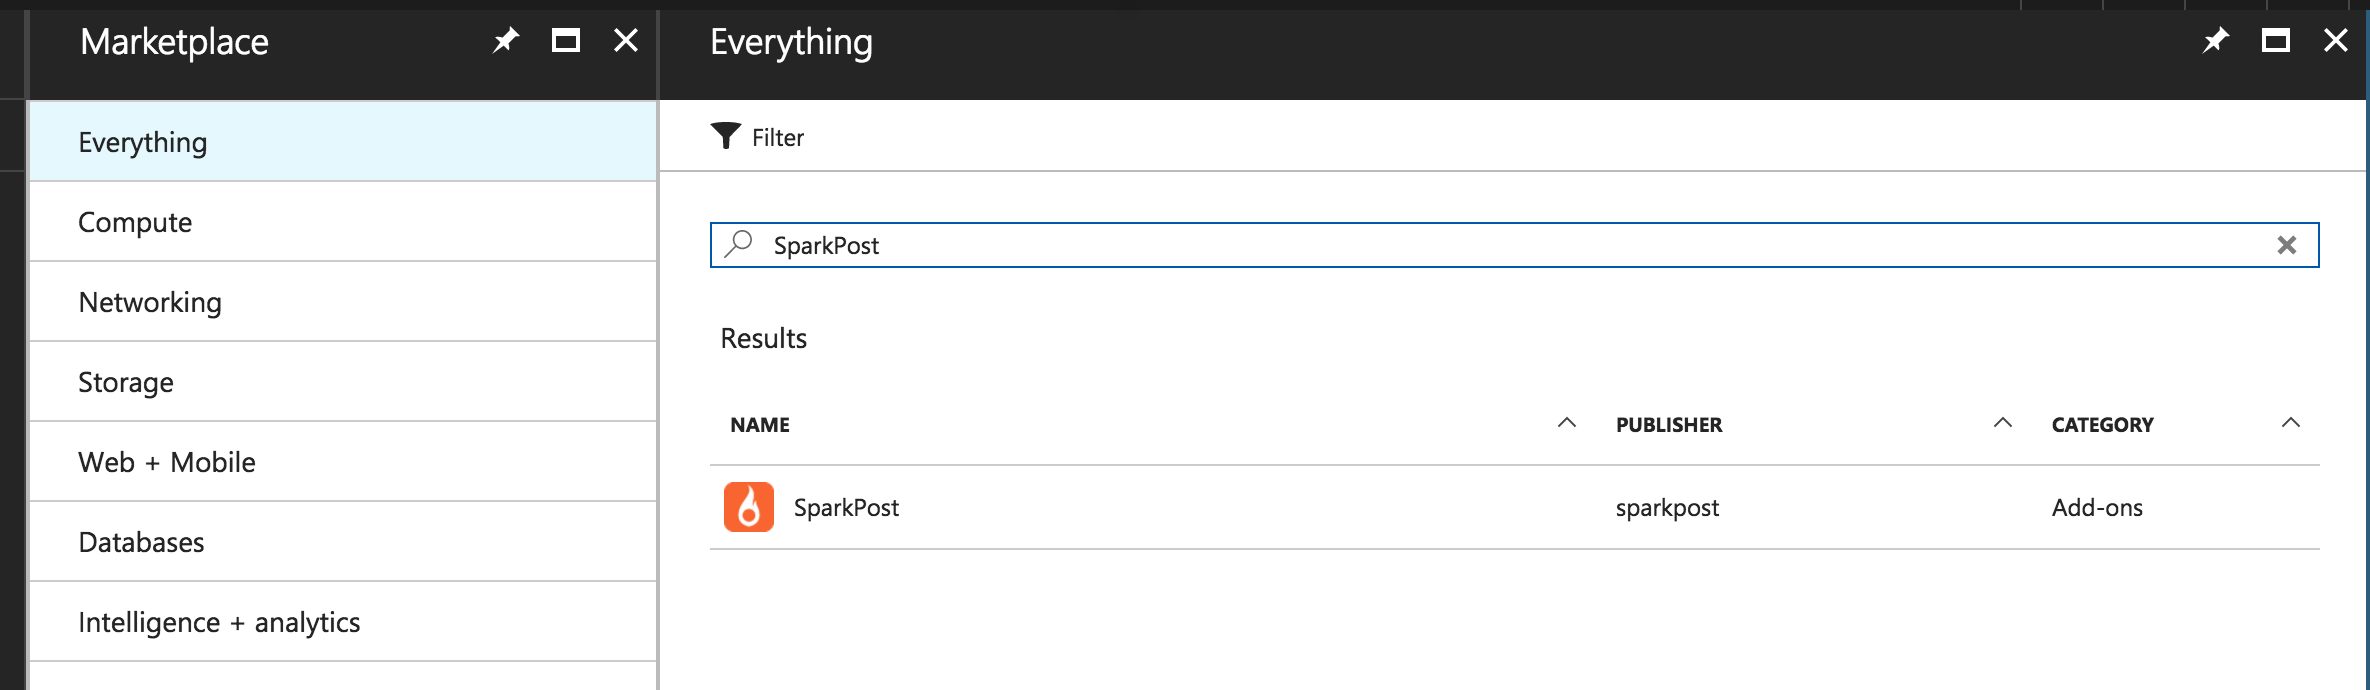 Marketplace
Everything
Compute
Networking
Storage
Web + Mobile
Databases
Intelligence + analytics
Everything
Filter
SparkPost
Results
NAME PUBLISHER CATEGORY
SparkPost sparkpost Add-ons